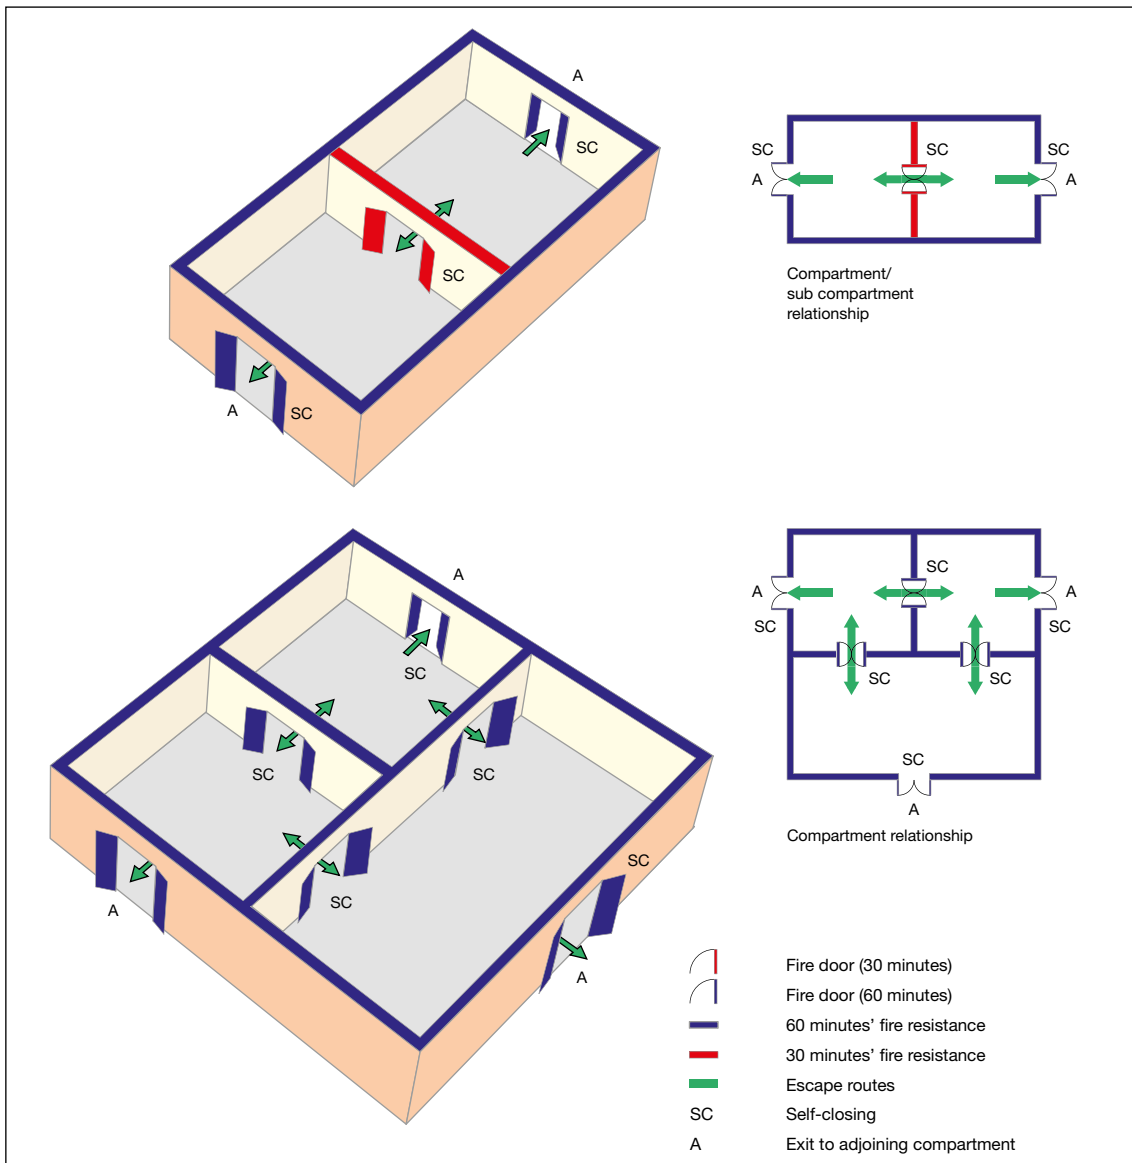 A
SC
SC
A
SC
SC
SC
SC
A
A
Compartment/
sub compartment
relationship
A
SC
SC
SC
SC
SC
A
SC
A
SC
A
A
SC
SC
SC
SC
SC
A
Compartment relationship
Fire door (30 minutes)
Fire door (60 minutes)
60 minutes’ fire resistance
30 minutes’ fire resistance
Escape routes
SC Self-closing
A Exit to adjoining compartment